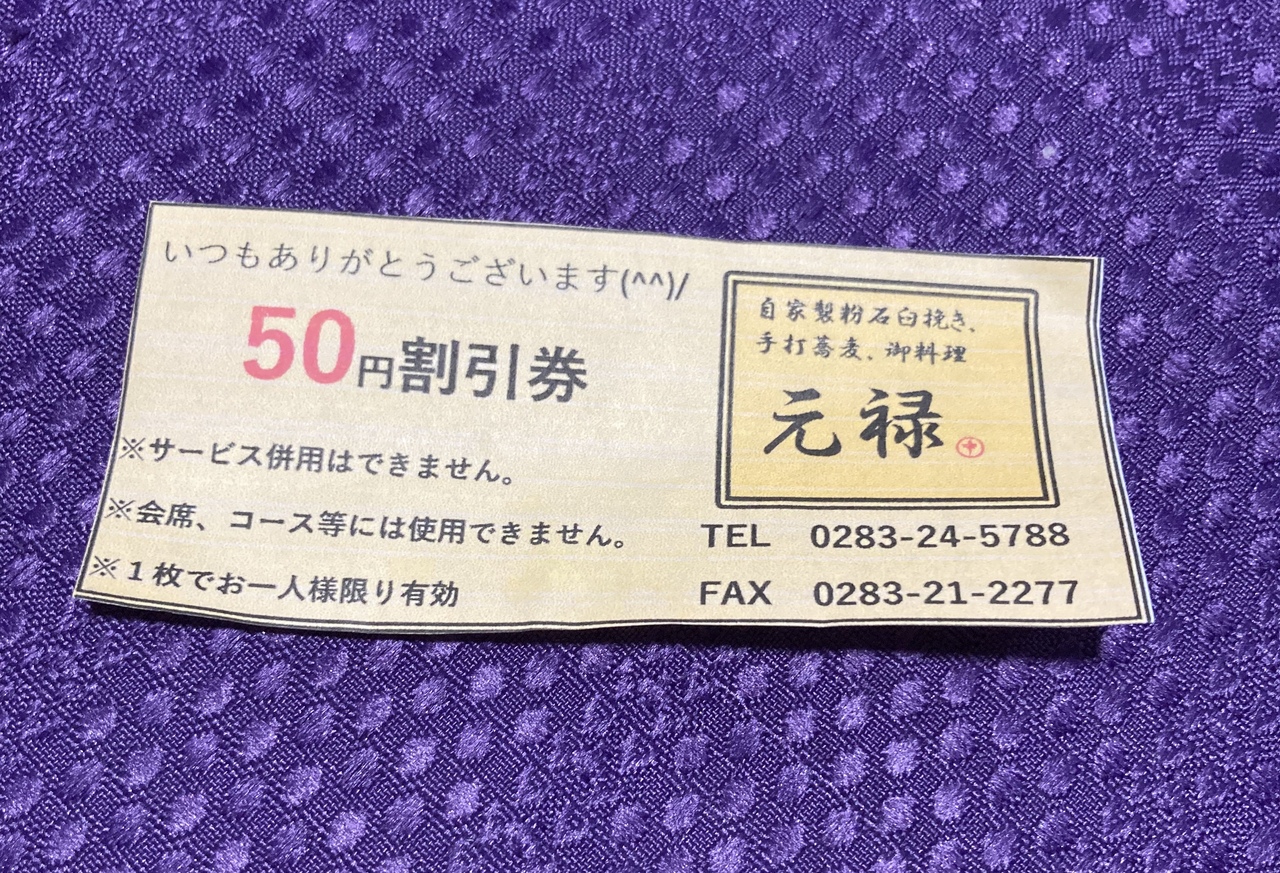 いつもありがとうございます(^^)/
50円割引券
※サービス併用はできません。
※会席、コース等には使用できません。
※１枚でお一人様限り有効
自家製粉石臼挽き、
手打蕎麦、御料理
元禄
TEL 0283-24-5788
FAX 0283-21-2277